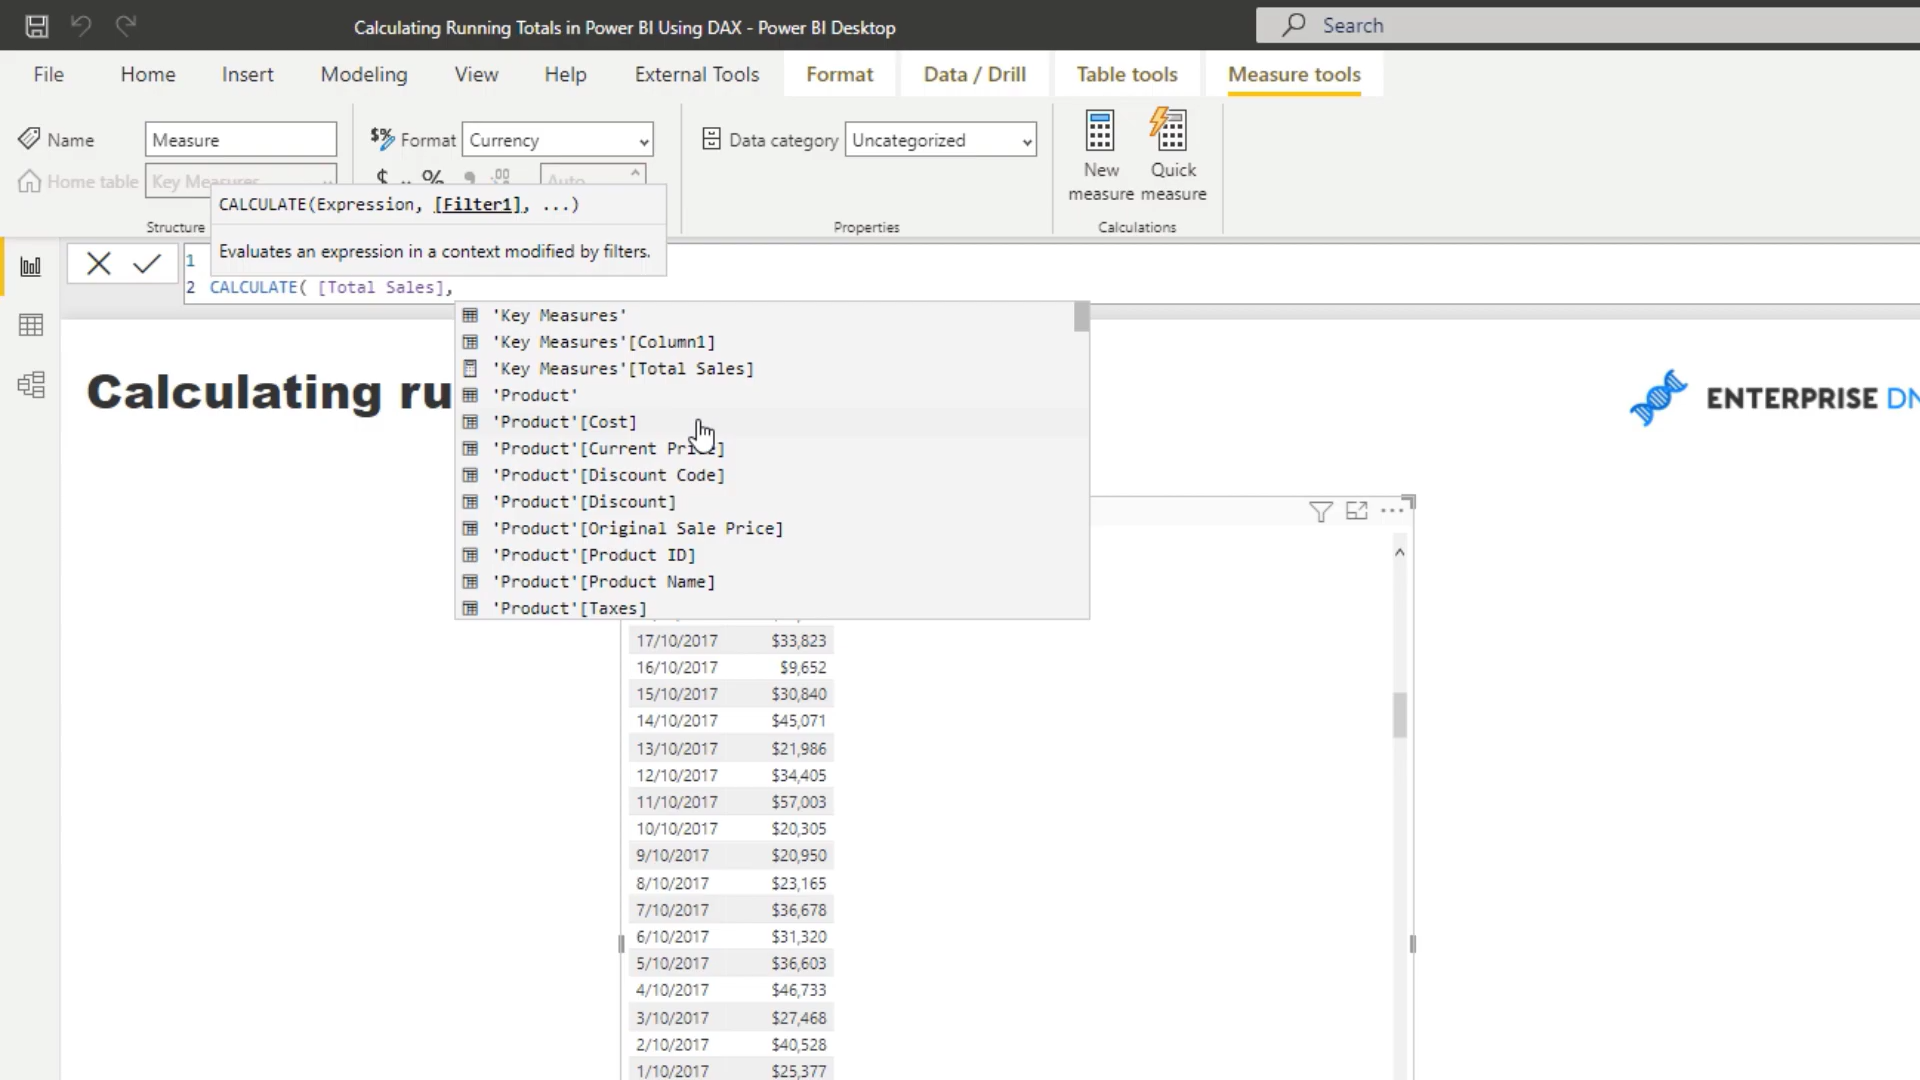 Calculating Running Totals in Power BI Using DAX - Power BI Desktop
Search
File Home Insert Modeling View Help External Tools Format Data / Drill Table tools Measure tools
Name Measure
Home table Key Measures
Structure
$% Format Currency
$ % Auto
Data category Uncategorized
Properties
New measure
Quick measure
Calculations
CALCULATE(Expression, [Filter1], ...)
Evaluates an expression in a context modified by filters.
1
2 CALCULATE( [Total Sales],
'Key Measures'
'Key Measures'[Column1]
'Key Measures'[Total Sales]
'Product'
'Product'[Cost]
'Product'[Current Price]
'Product'[Discount Code]
'Product'[Discount]
'Product'[Original Sale Price]
'Product'[Product ID]
'Product'[Product Name]
'Product'[Taxes]
Calculating ru
ENTERPRISE DN
17/10/2017 $33,823
16/10/2017 $9,652
15/10/2017 $30,840
14/10/2017 $45,071
13/10/2017 $21,986
12/10/2017 $34,405
11/10/2017 $57,003
10/10/2017 $20,305
9/10/2017 $20,950
8/10/2017 $23,165
7/10/2017 $36,678
6/10/2017 $31,320
5/10/2017 $36,603
4/10/2017 $46,733
3/10/2017 $27,468
2/10/2017 $40,528
1/10/2017 $25,377